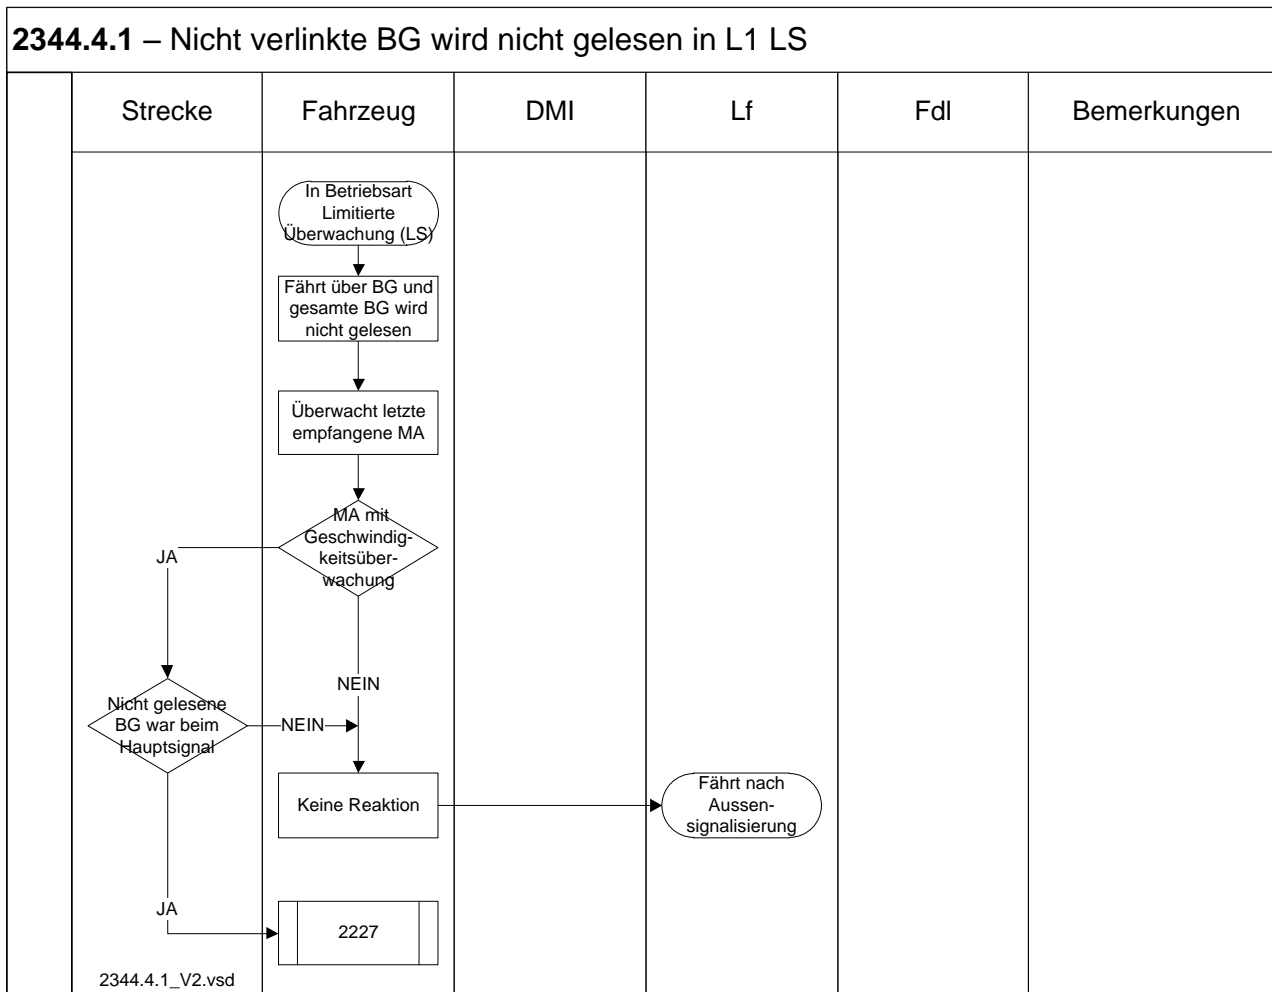 2344.4.1 – Nicht verlinkte BG wird nicht gelesen in L1 LS
Strecke
Fahrzeug
DMI
Lf
Fdl
Bemerkungen
In Betriebsart
Limitierte
Überwachung (LS)
Fährt über BG und
gesamte BG wird
nicht gelesen
Überwacht letzte
empfangene MA
MA mit
Geschwindig-
keitsüber-
wachung
JA
NEIN
Nicht gelesene
BG war beim
Hauptsignal
NEIN
Keine Reaktion
Fährt nach
Aussen-
signalisierung
JA
2227
2344.4.1_V2.vsd